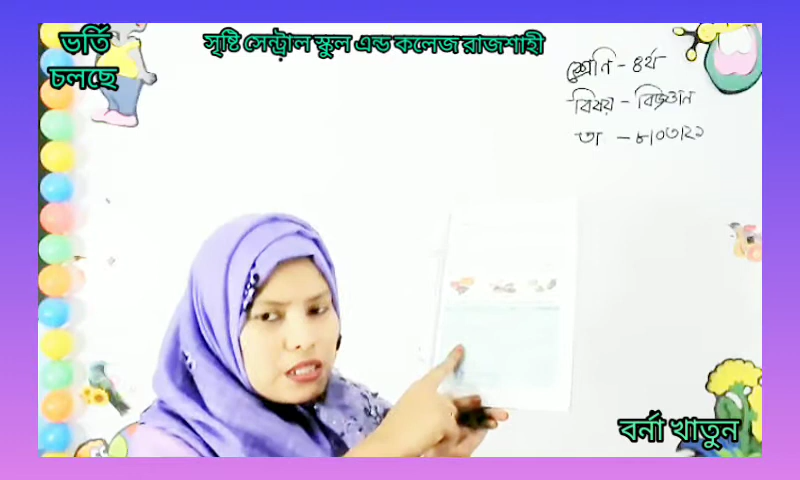 ভর্তি
চলছে
সৃষ্টি সেন্ট্রাল স্কুল এন্ড কলেজ রাজশাহী
শ্রেণি - ৪র্থ
বিষয় - বিজ্ঞান
তা - ৮/০৩/২১
বর্না খাতুন